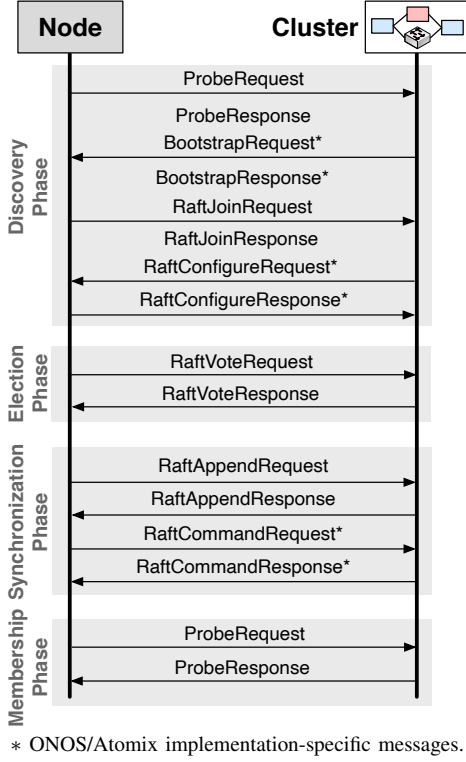 Node
Cluster
Discovery
Phase
ProbeRequest
ProbeResponse
BootstrapRequest*
BootstrapResponse*
RaftJoinRequest
RaftJoinResponse
RaftConfigureRequest*
RaftConfigureResponse*
Election
Phase
RaftVoteRequest
RaftVoteResponse
Synchronization
Phase
RaftAppendRequest
RaftAppendResponse
RaftCommandRequest*
RaftCommandResponse*
Membership
Phase
ProbeRequest
ProbeResponse
* ONOS/Atomix implementation-specific messages.